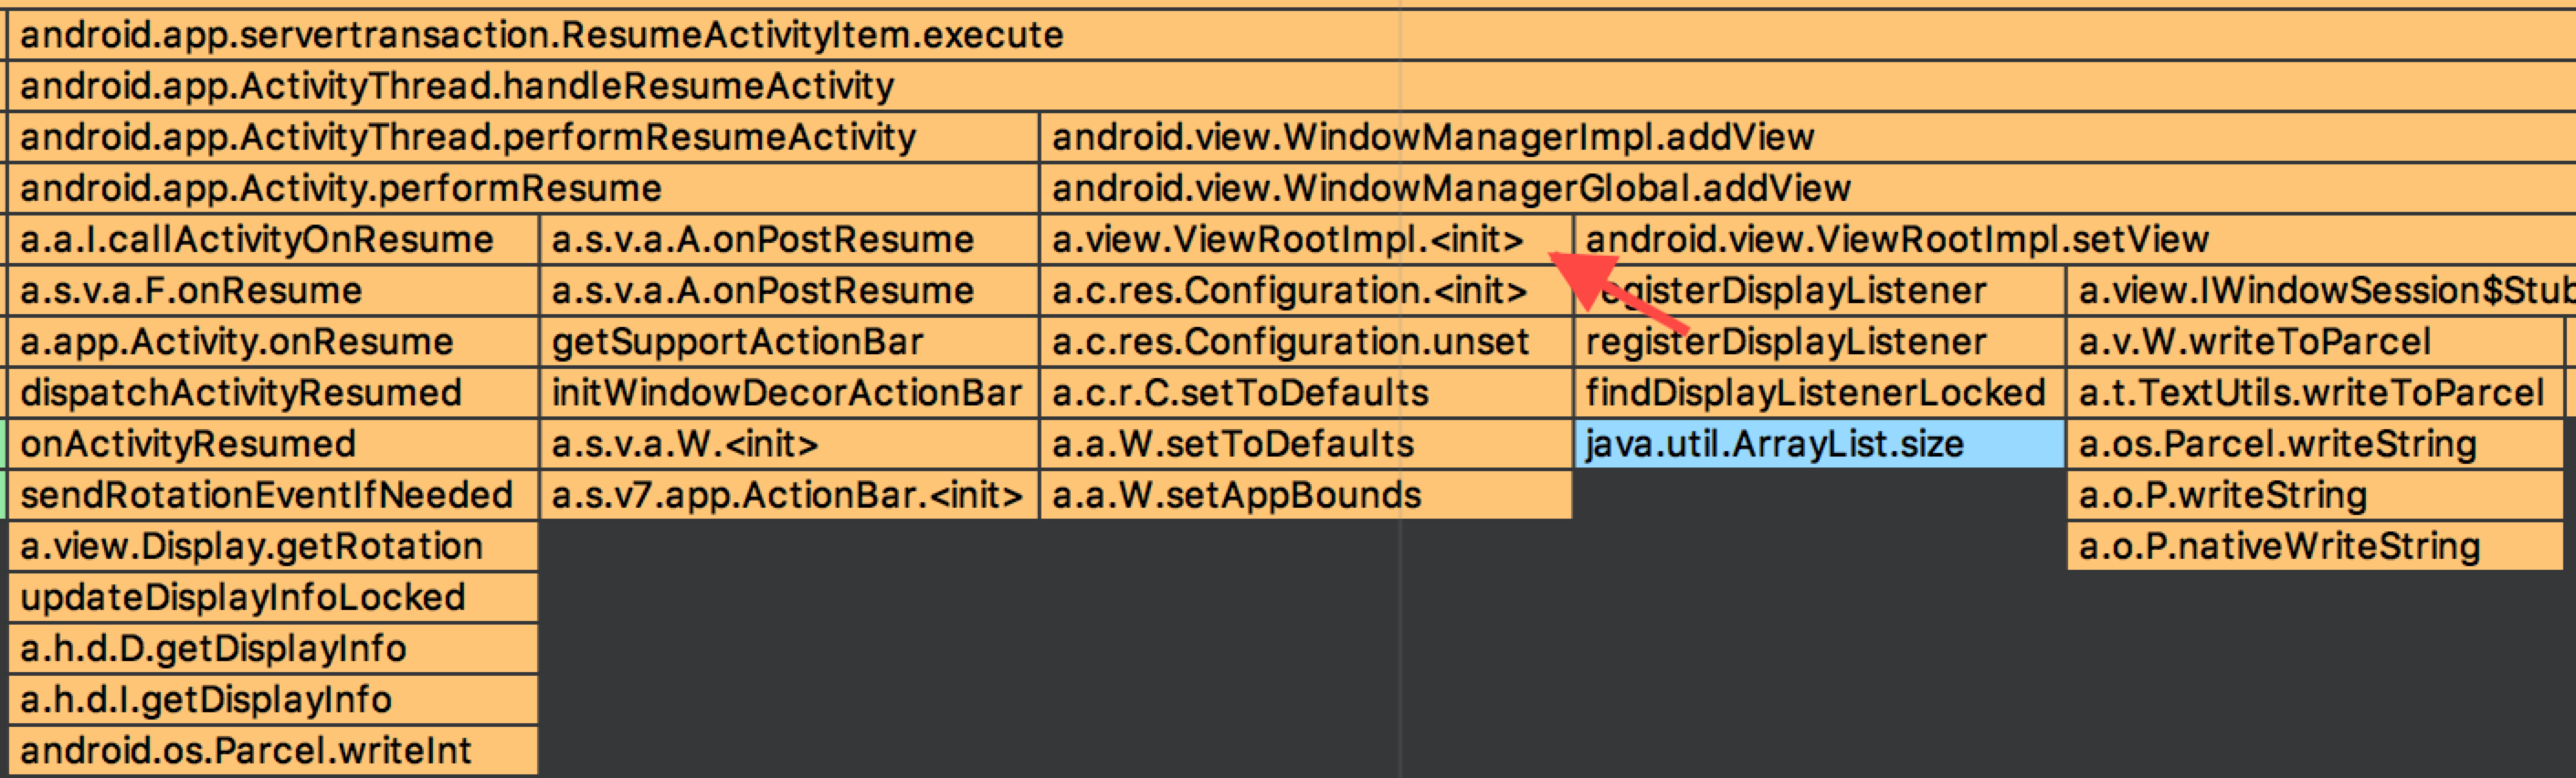 android.app.servertransaction.ResumeActivityItem.execute
android.app.ActivityThread.handleResumeActivity
android.app.ActivityThread.performResumeActivity android.view.WindowManagerImpl.addView
android.app.Activity.performResume android.view.WindowManagerGlobal.addView
a.a.I.callActivityOnResume a.s.v.a.A.onPostResume a.view.ViewRootImpl.<init> android.view.ViewRootImpl.setView
a.s.v.a.F.onResume a.s.v.a.A.onPostResume a.c.res.Configuration.<init> egisterDisplayListener a.view.IWindowSession$Stub
a.app.Activity.onResume getSupportActionBar a.c.res.Configuration.unset registerDisplayListener a.v.W.writeToParcel
dispatchActivityResumed initWindowDecorActionBar a.c.r.C.setToDefaults findDisplayListenerLocked a.t.TextUtils.writeToParcel
onActivityResumed a.s.v.a.W.<init> a.a.W.setToDefaults java.util.ArrayList.size a.os.Parcel.writeString
sendRotationEventIfNeeded a.s.v7.app.ActionBar.<init> a.a.W.setAppBounds a.o.P.writeString
a.view.Display.getRotation a.o.P.nativeWriteString
updateDisplayInfoLocked
a.h.d.D.getDisplayInfo
a.h.d.I.getDisplayInfo
android.os.Parcel.writeInt